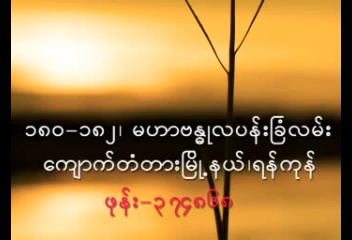 ၁၈၀−၁၈၂၊ မဟာဗန္ဓုလပန်းခြံလမ်း
ကျောက်တံတားမြို့နယ်၊ရန်ကုန်
ဖုန်း−၃၇၄၈၆၈